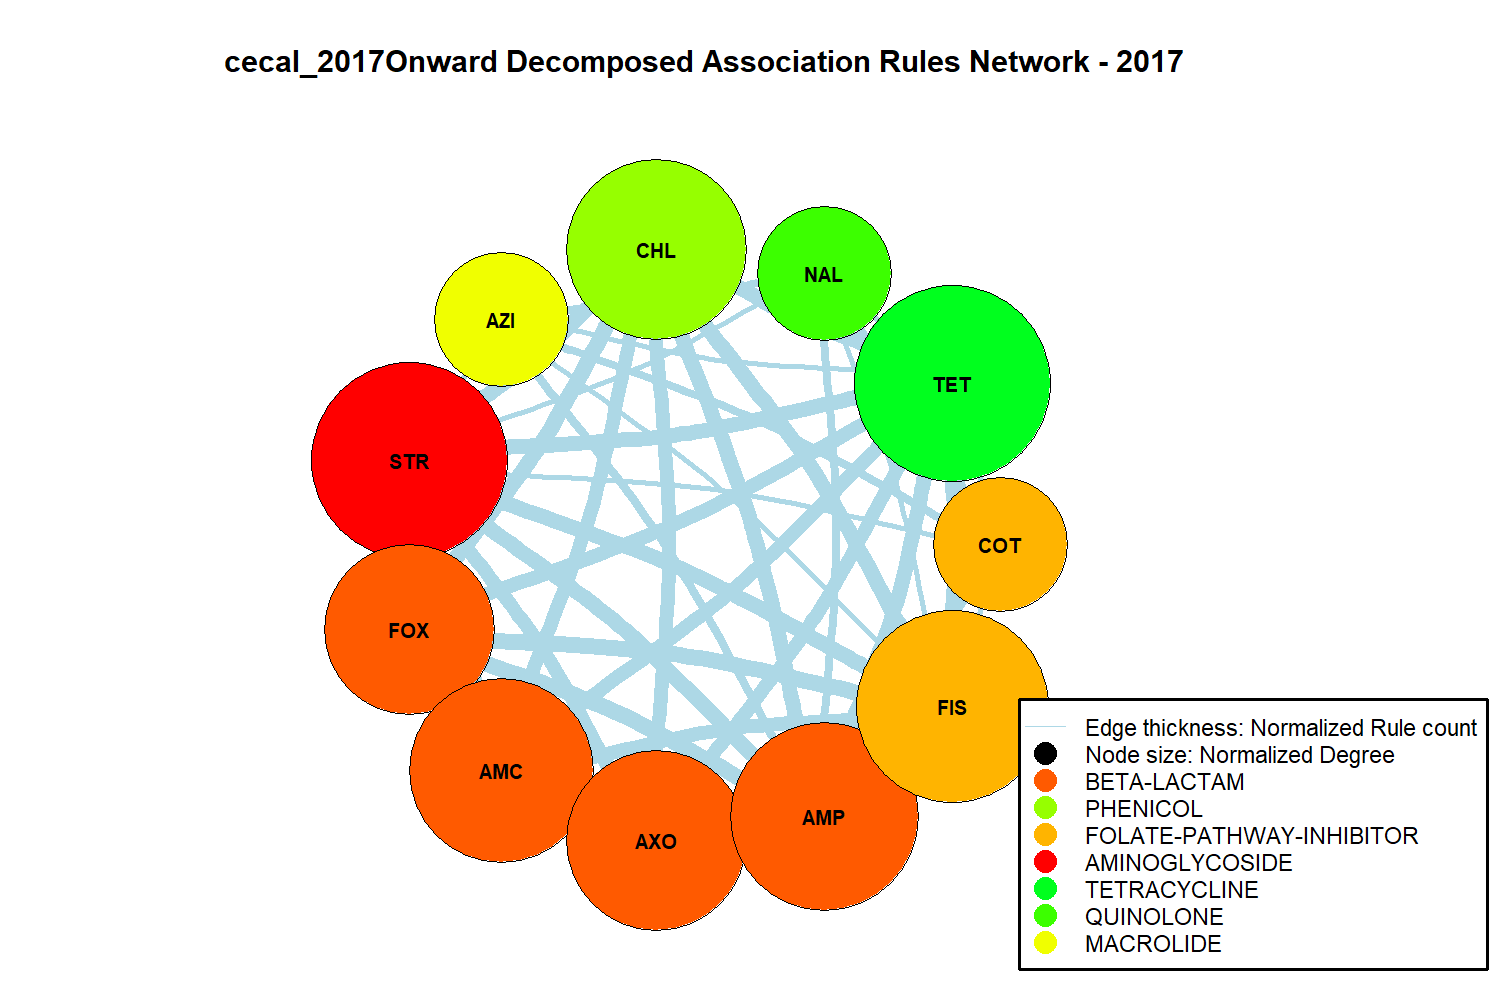 cecal_2017Onward Decomposed Association Rules Network - 2017
CHL
NAL
AZI
TET
STR
COT
FOX
FIS
AMC
AMP
AXO
Edge thickness: Normalized Rule count
Node size: Normalized Degree
BETA-LACTAM
PHENICOL
FOLATE-PATHWAY-INHIBITOR
AMINOGLYCOSIDE
TETRACYCLINE
QUINOLONE
MACROLIDE